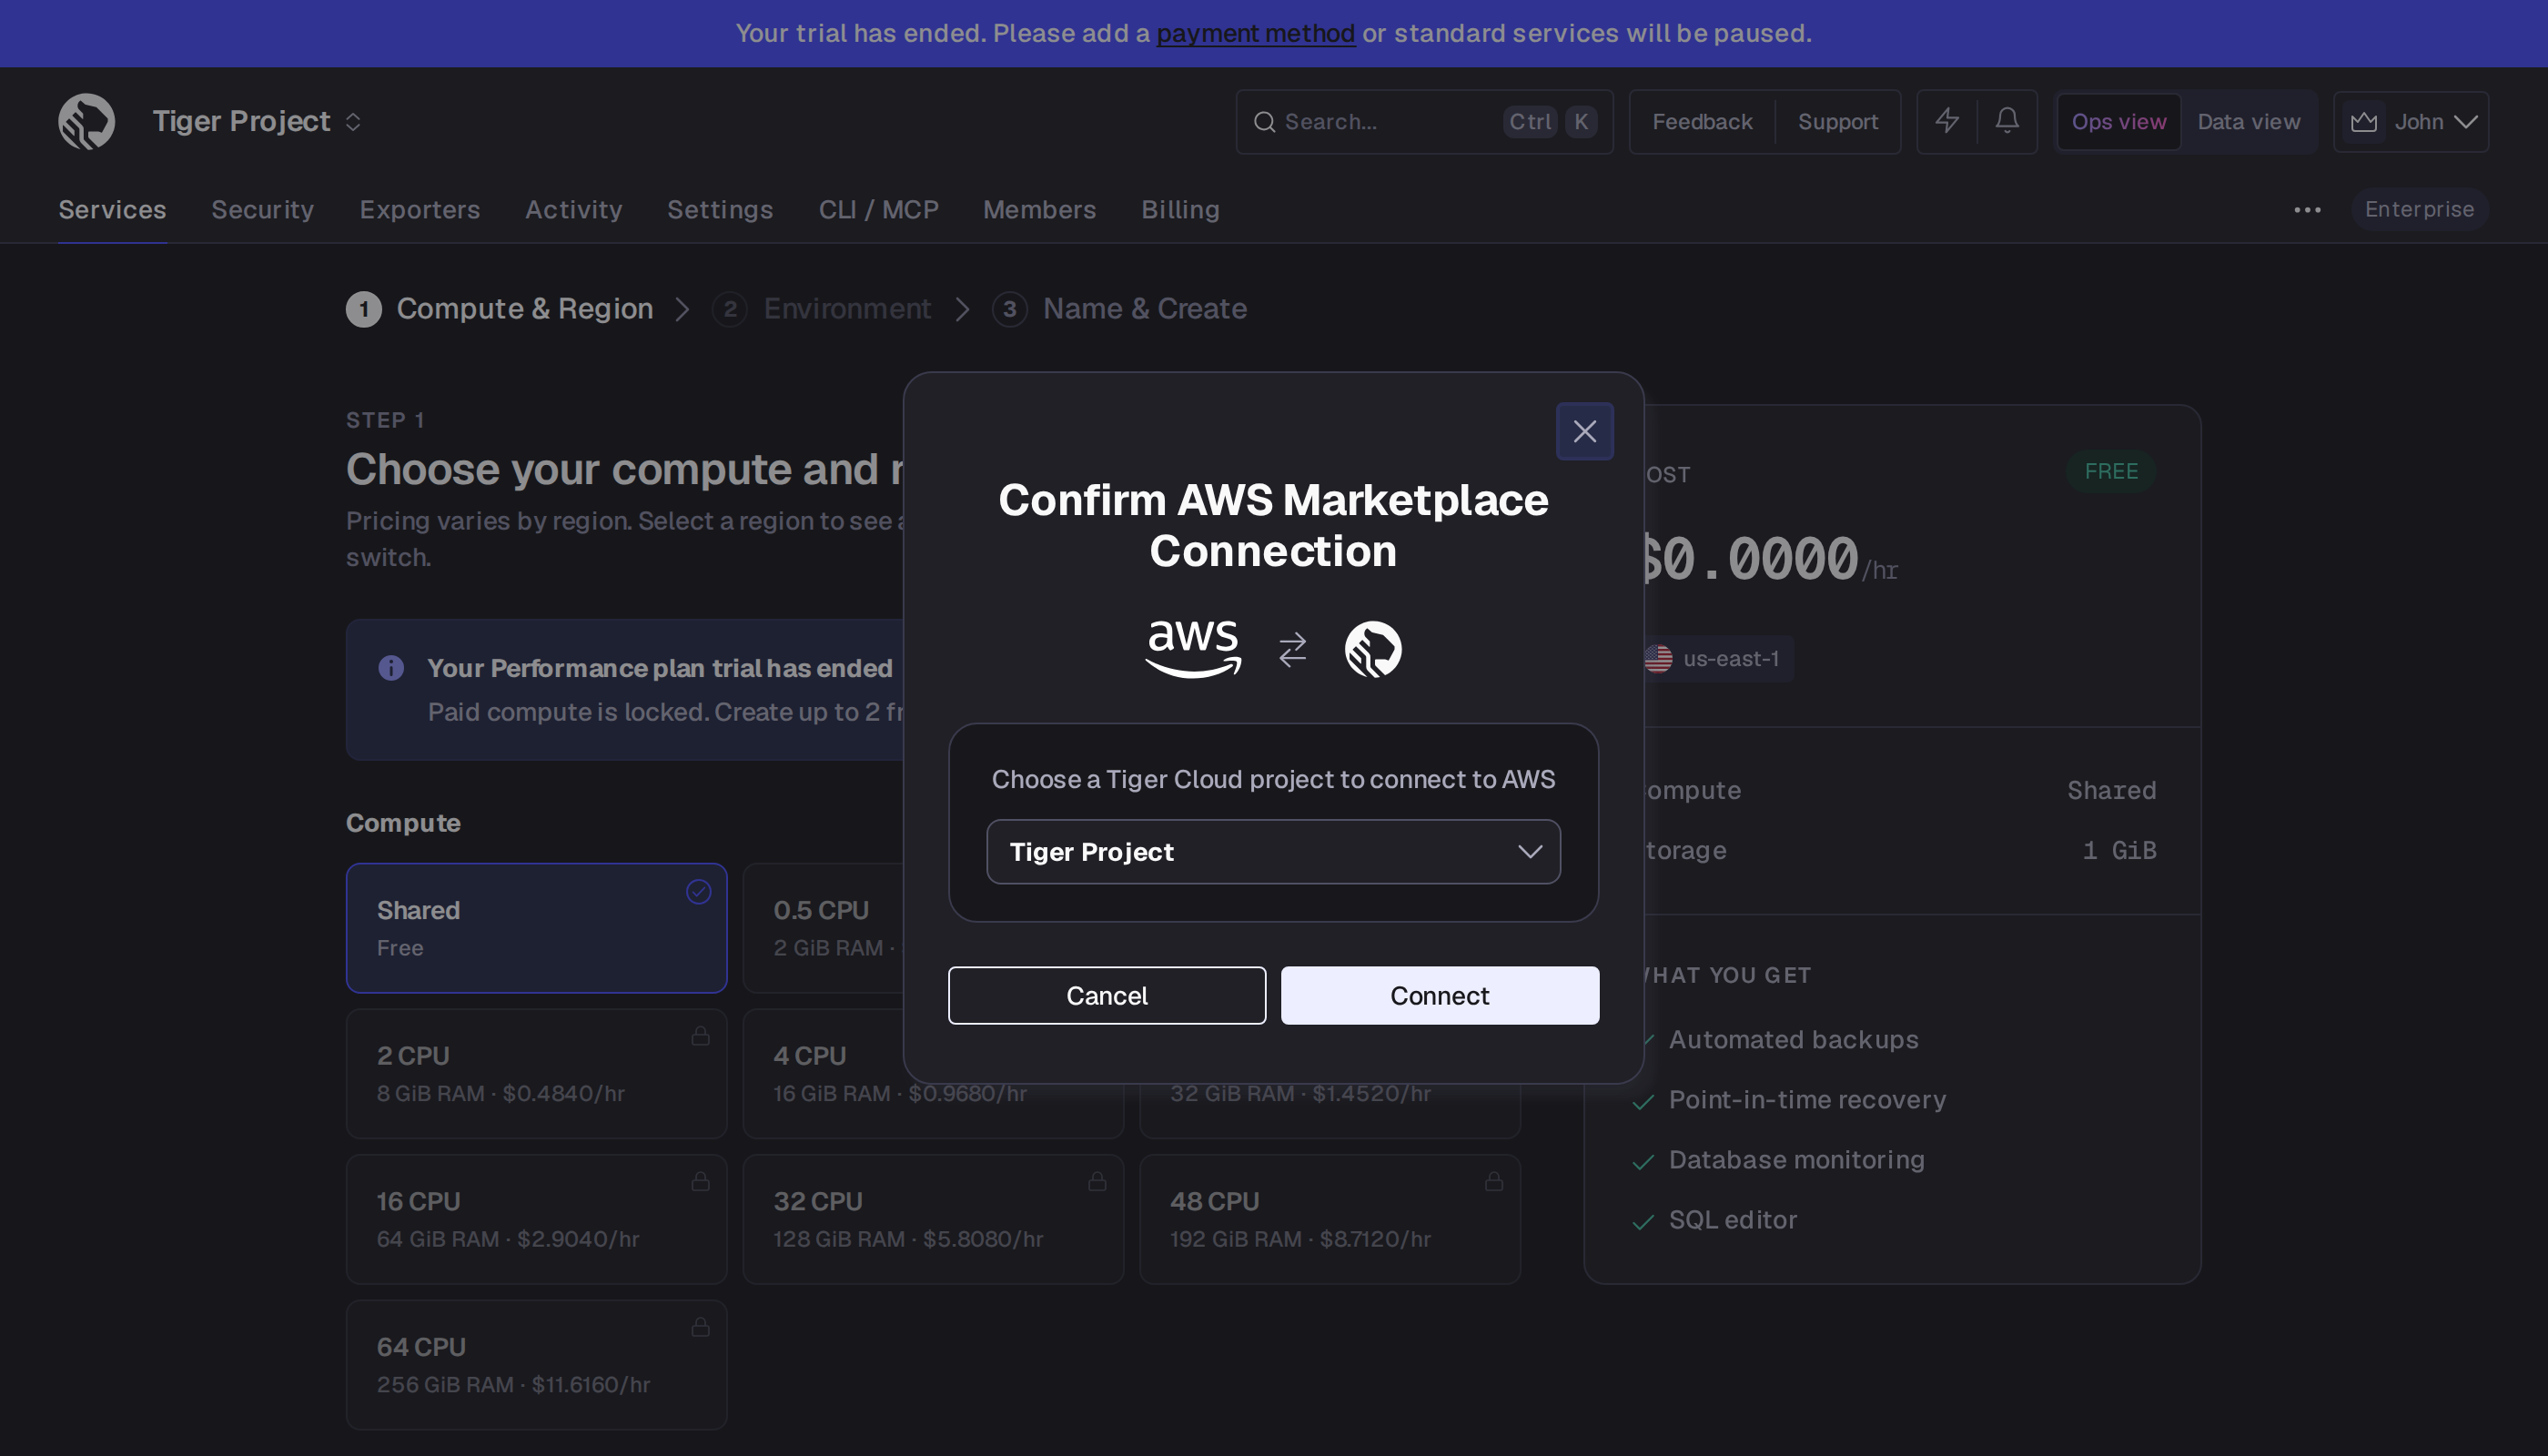 Your trial has ended. Please add a payment method or standard services will be paused.
Tiger Project
Search...
Ctrl K
Feedback
Support
Ops view
Data view
John
Services
Security
Exporters
Activity
Settings
CLI / MCP
Members
Billing
Enterprise
1 Compute & Region
2 Environment
3 Name & Create
STEP 1
Choose your compute and
Pricing varies by region. Select a region to see
switch.
Your Performance plan trial has ended
Paid compute is locked. Create up to 2
Compute
Shared
Free
0.5 CPU
2 GiB RAM ·
2 CPU
8 GiB RAM · $0.4840/hr
4 CPU
16 GiB RAM · $0.9680/hr
32 GiB RAM · $1.4520/hr
16 CPU
64 GiB RAM · $2.9040/hr
32 CPU
128 GiB RAM · $5.8080/hr
48 CPU
192 GiB RAM · $8.7120/hr
64 CPU
256 GiB RAM · $11.6160/hr
Confirm AWS Marketplace
Connection
aws
Choose a Tiger Cloud project to connect to AWS
Tiger Project
Cancel
Connect
FREE
$0.0000/hr
us-east-1
Shared
1 GiB
YOU GET
Automated backups
Point-in-time recovery
Database monitoring
SQL editor